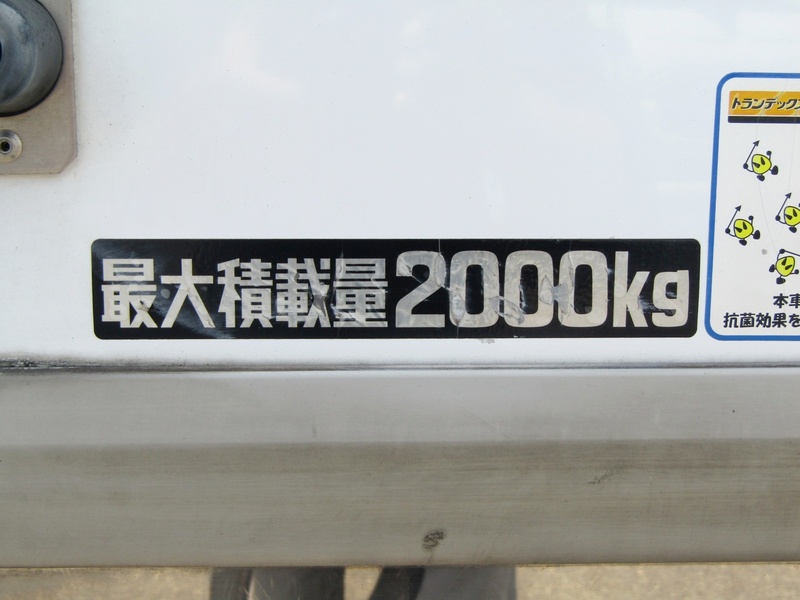 最大積載量2000kg
トランテックス
本車
抗菌効果を